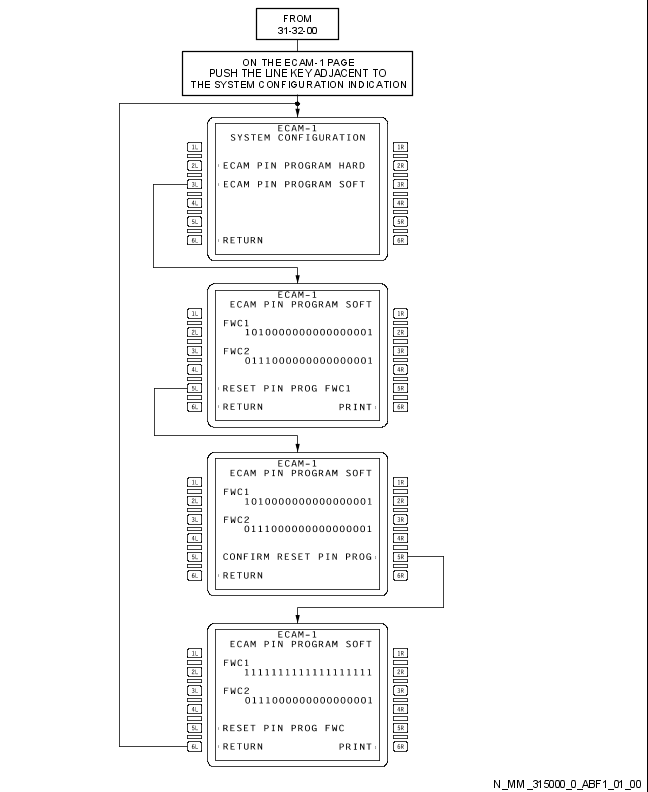 FROM
31-32-00
ON THE ECAM-1 PAGE
PUSH THE LINE KEY ADJACENT TO
THE SYSTEM CONFIGURATION INDICATION
ECAM-1
SYSTEM CONFIGURATION
1L 1R
2L ECAM PIN PROGRAM HARD 2R
3L ECAM PIN PROGRAM SOFT 3R
4L 4R
5L 5R
6L RETURN 6R
ECAM-1
ECAM PIN PROGRAM SOFT
1L 1R
FWC1
2L 1010000000000000001 2R
3L FWC2 3R
0111000000000000001
4L 4R
5L RESET PIN PROG FWC1 5R
6L RETURN PRINT 6R
ECAM-1
ECAM PIN PROGRAM SOFT
1L 1R
FWC1
2L 1010000000000000001 2R
3L FWC2 3R
0111000000000000001
4L 4R
5L CONFIRM RESET PIN PROG 5R
6L RETURN 6R
ECAM-1
ECAM PIN PROGRAM SOFT
1L 1R
FWC1
2L 1111111111111111111 2R
3L FWC2 3R
0111000000000000001
4L 4R
5L RESET PIN PROG FWC 5R
6L RETURN PRINT 6R
N_MM_315000_0_ABF1_01_00